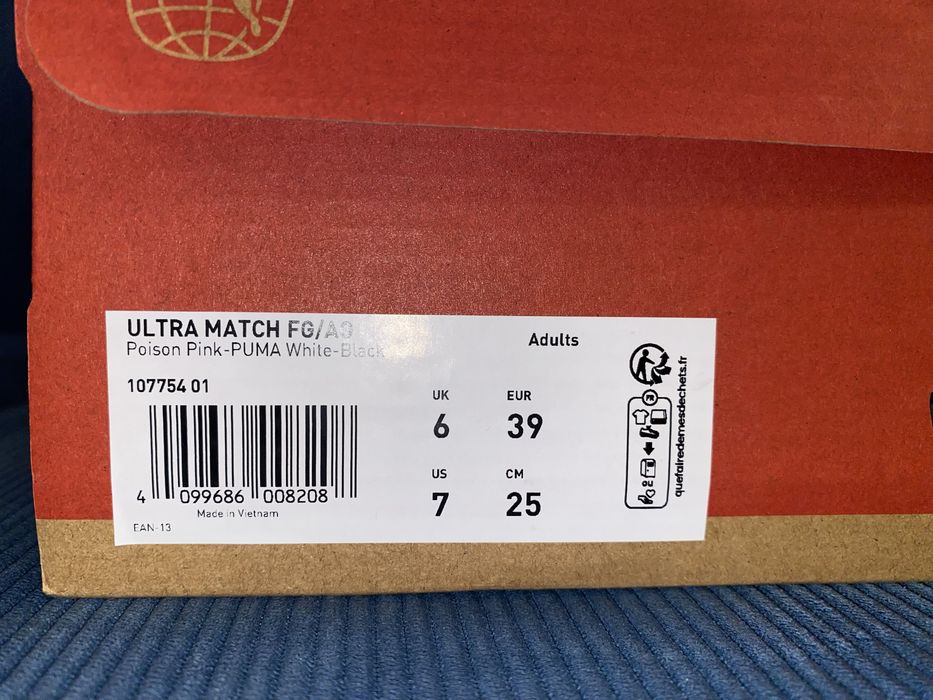 ULTRA MATCH FG/AG
Poison Pink-PUMA White-Black
Adults
107754 01
UK EUR
6 39
US CM
7 25
4 099686 008208
Made in Vietnam
EAN-13
FR
quefairedemesdechets.fr